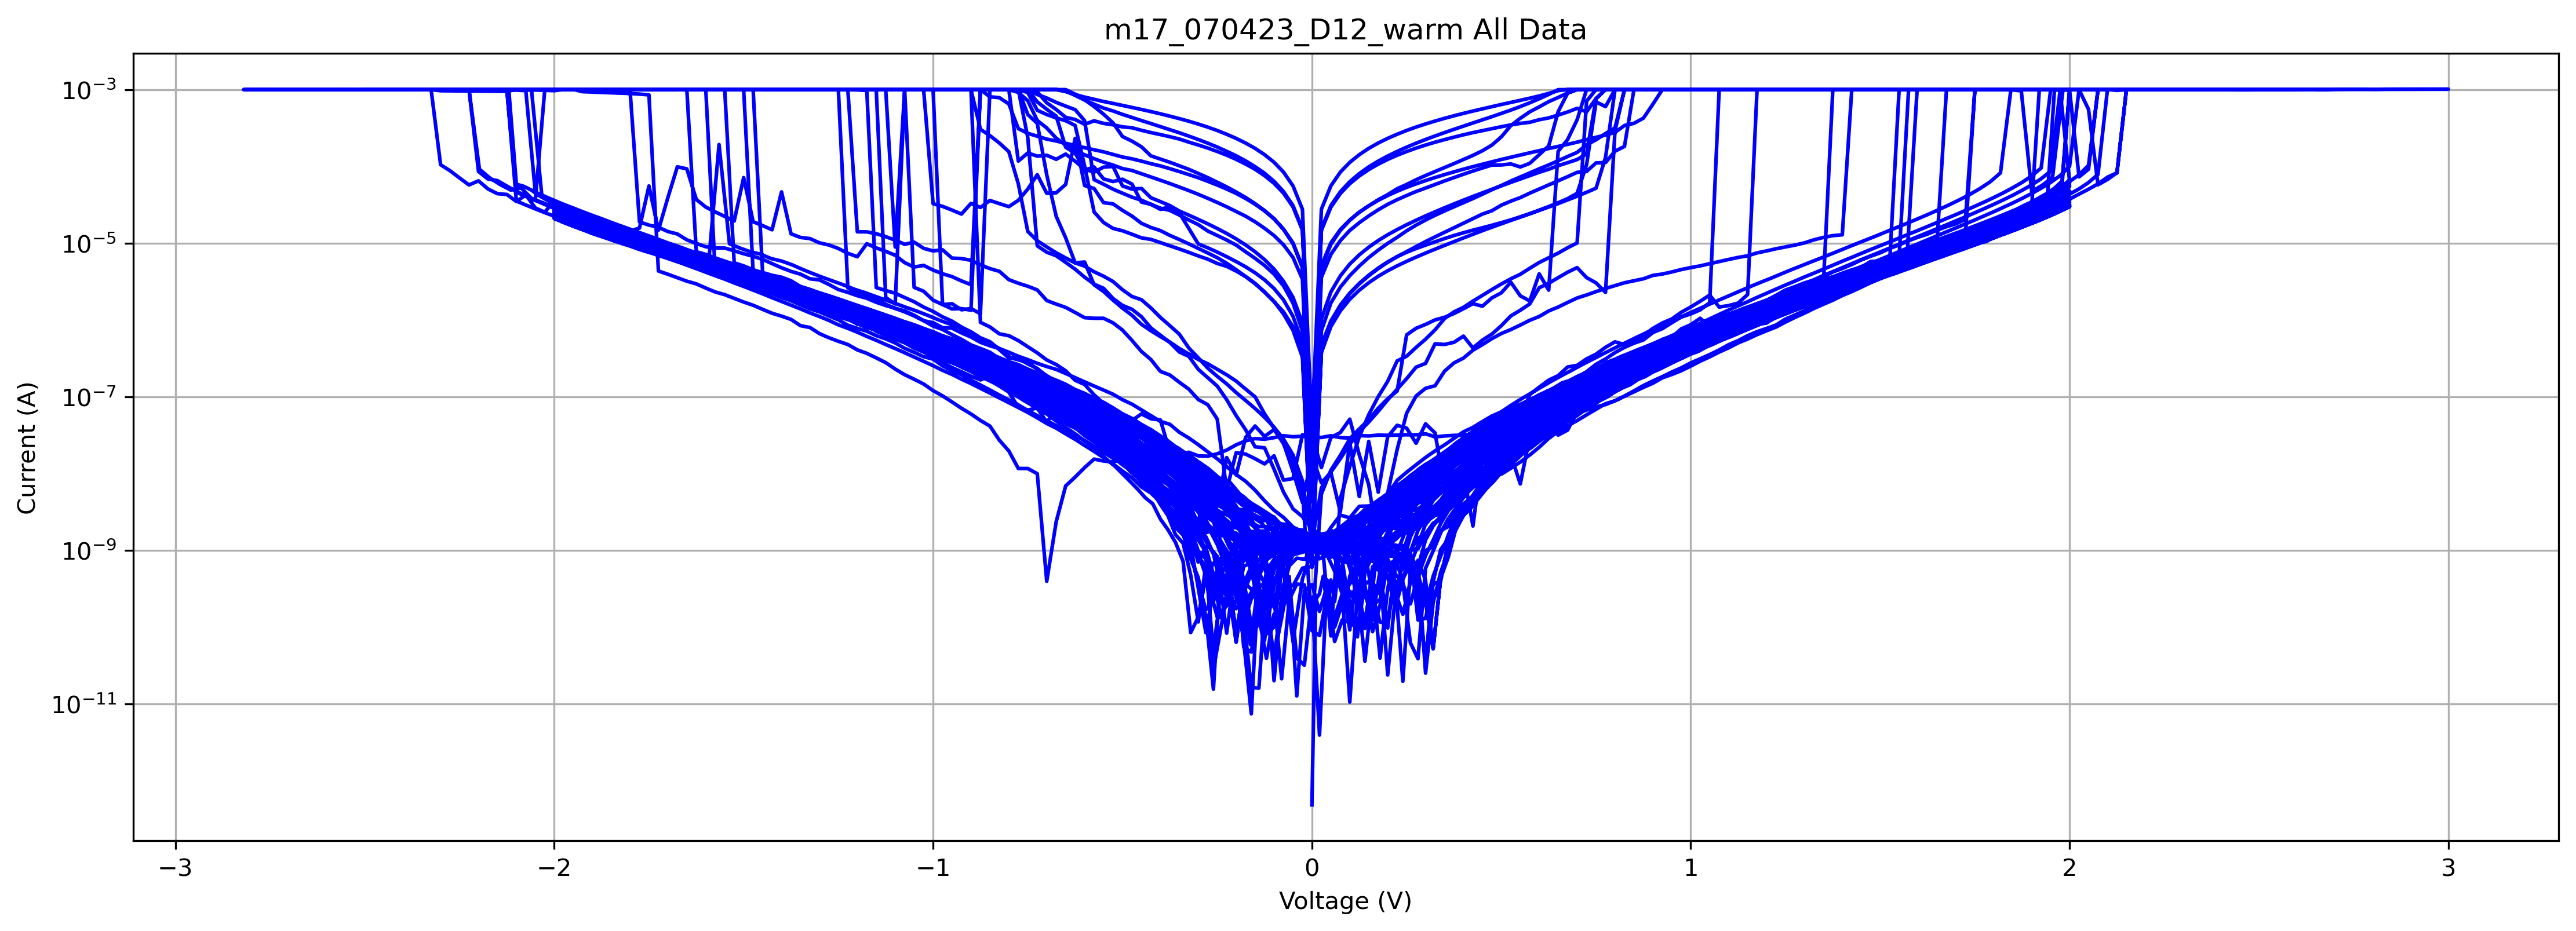 m17_070423_D12_warm All Data
Current (A)
10⁻³
10⁻⁵
10⁻⁷
10⁻⁹
10⁻¹¹
−3 −2 −1 0 1 2 3
Voltage (V)